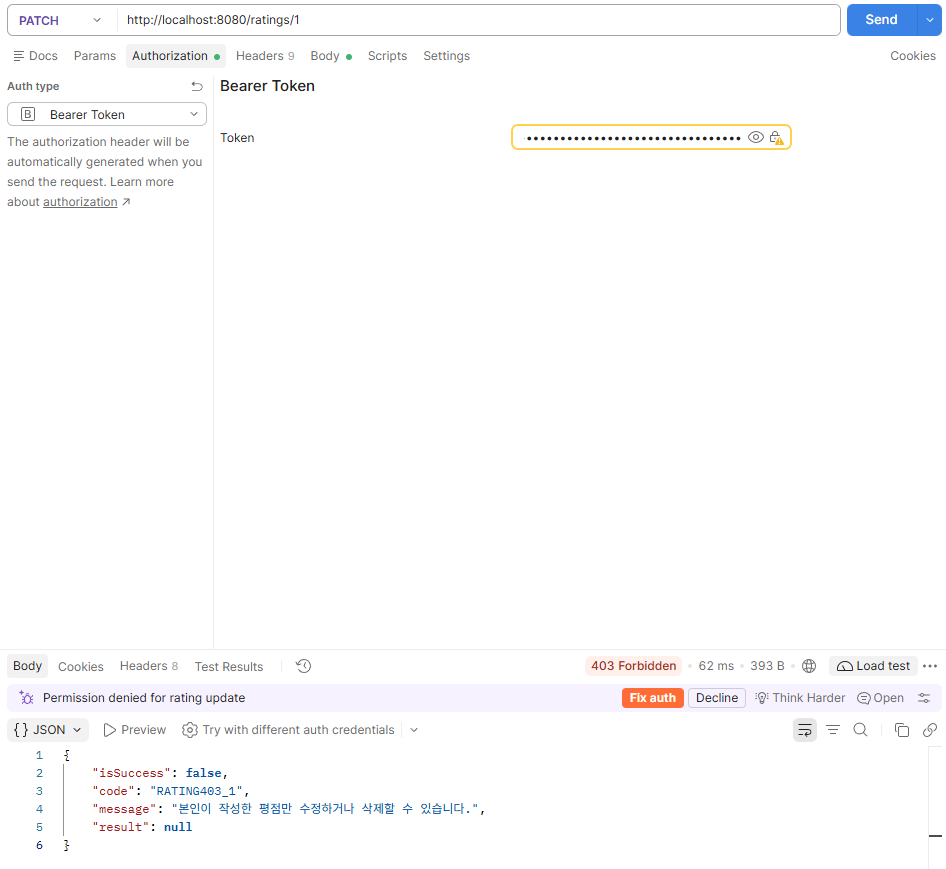 PATCH http://localhost:8080/ratings/1 Send
Docs Params Authorization Headers 9 Body Scripts Settings Cookies
Auth type
B Bearer Token
The authorization header will be
automatically generated when you
send the request. Learn more
about authorization ↗
Bearer Token
Token ••••••••••••••••••••••••••••••••
Body Cookies Headers 8 Test Results 403 Forbidden • 62 ms • 393 B • Load test •••
Permission denied for rating update Fix auth Decline Think Harder Open
{} JSON Preview Try with different auth credentials
1 {
2 "isSuccess": false,
3 "code": "RATING403_1",
4 "message": "본인이 작성한 평점만 수정하거나 삭제할 수 있습니다.",
5 "result": null
6 }